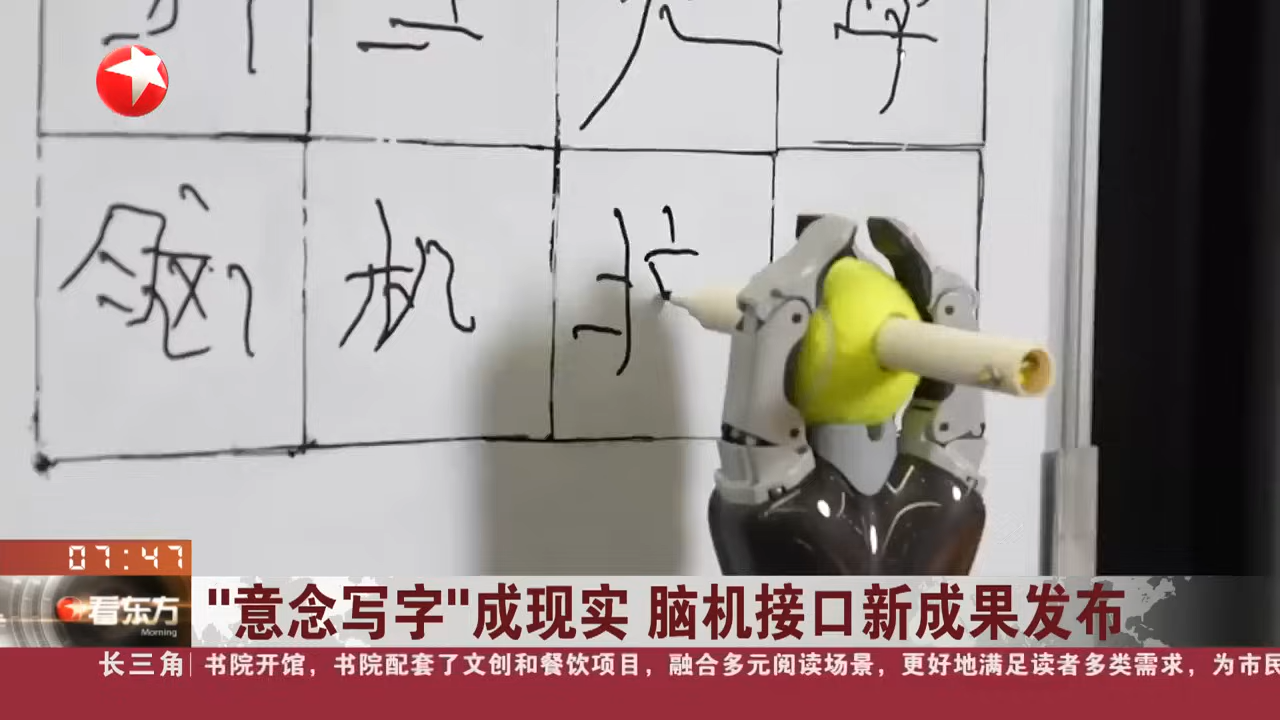 机
07:47
看东方
Morning
"意念写字"成现实 脑机接口新成果发布
长三角 书院开馆，书院配套了文创和餐饮项目，融合多元阅读场景，更好地满足读者多类需求，为市民